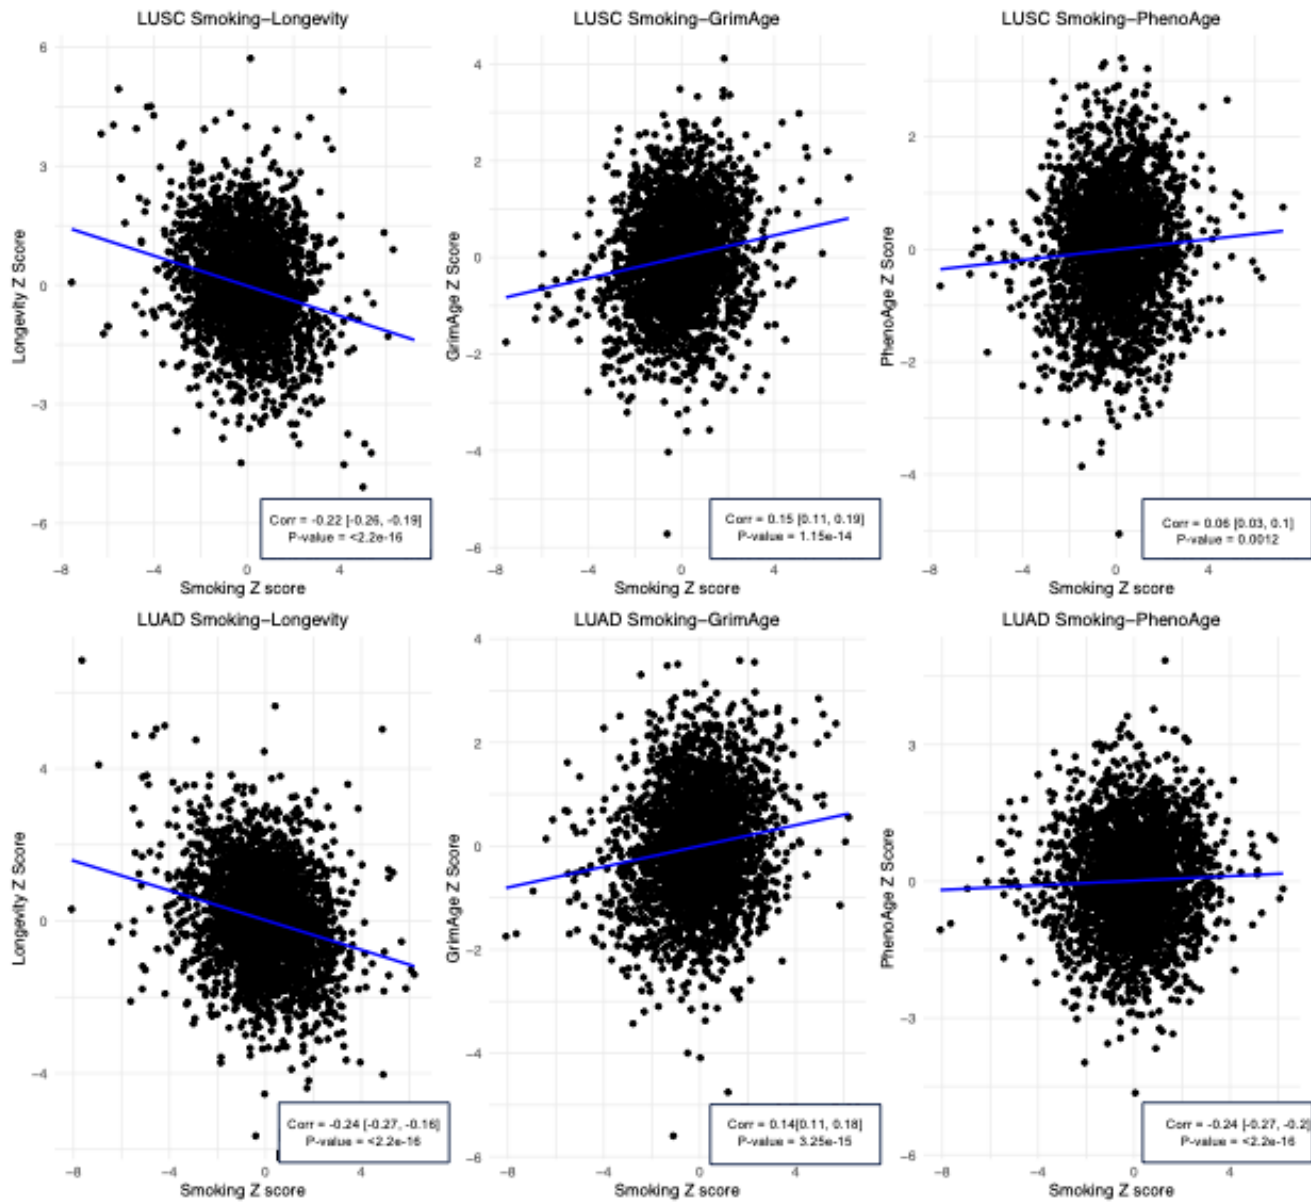 LUSC Smoking–Longevity
6
3
0
−3
−6
Longevity Z Score
Corr = -0.22 [-0.26, -0.19]
P-value = <2.2e-16
−8
−4
0
4
Smoking Z score
LUSC Smoking–GrimAge
4
2
0
−2
−4
−6
GrimAge Z Score
Corr = 0.15 [0.11, 0.19]
P-value = 1.15e-14
−8
−4
0
4
Smoking Z score
LUSC Smoking–PhenoAge
2
0
−2
−4
PhenoAge Z Score
Corr = 0.06 [0.03, 0.1]
P-value = 0.0012
−8
−4
0
4
Smoking Z score
LUAD Smoking–Longevity
4
0
−4
Longevity Z Score
Corr = -0.24 [-0.27, -0.16]
P-value = <2.2e-16
−8
−4
0
4
Smoking Z score
LUAD Smoking–GrimAge
4
2
0
−2
−4
−6
GrimAge Z Score
Corr = 0.14[0.11, 0.18]
P-value = 3.25e-15
−8
−4
0
4
Smoking Z score
LUAD Smoking–PhenoAge
3
0
−3
−6
PhenoAge Z Score
Corr = -0.24 [-0.27, -0.2]
P-value = <2.2e-16
−8
−4
0
4
Smoking Z score